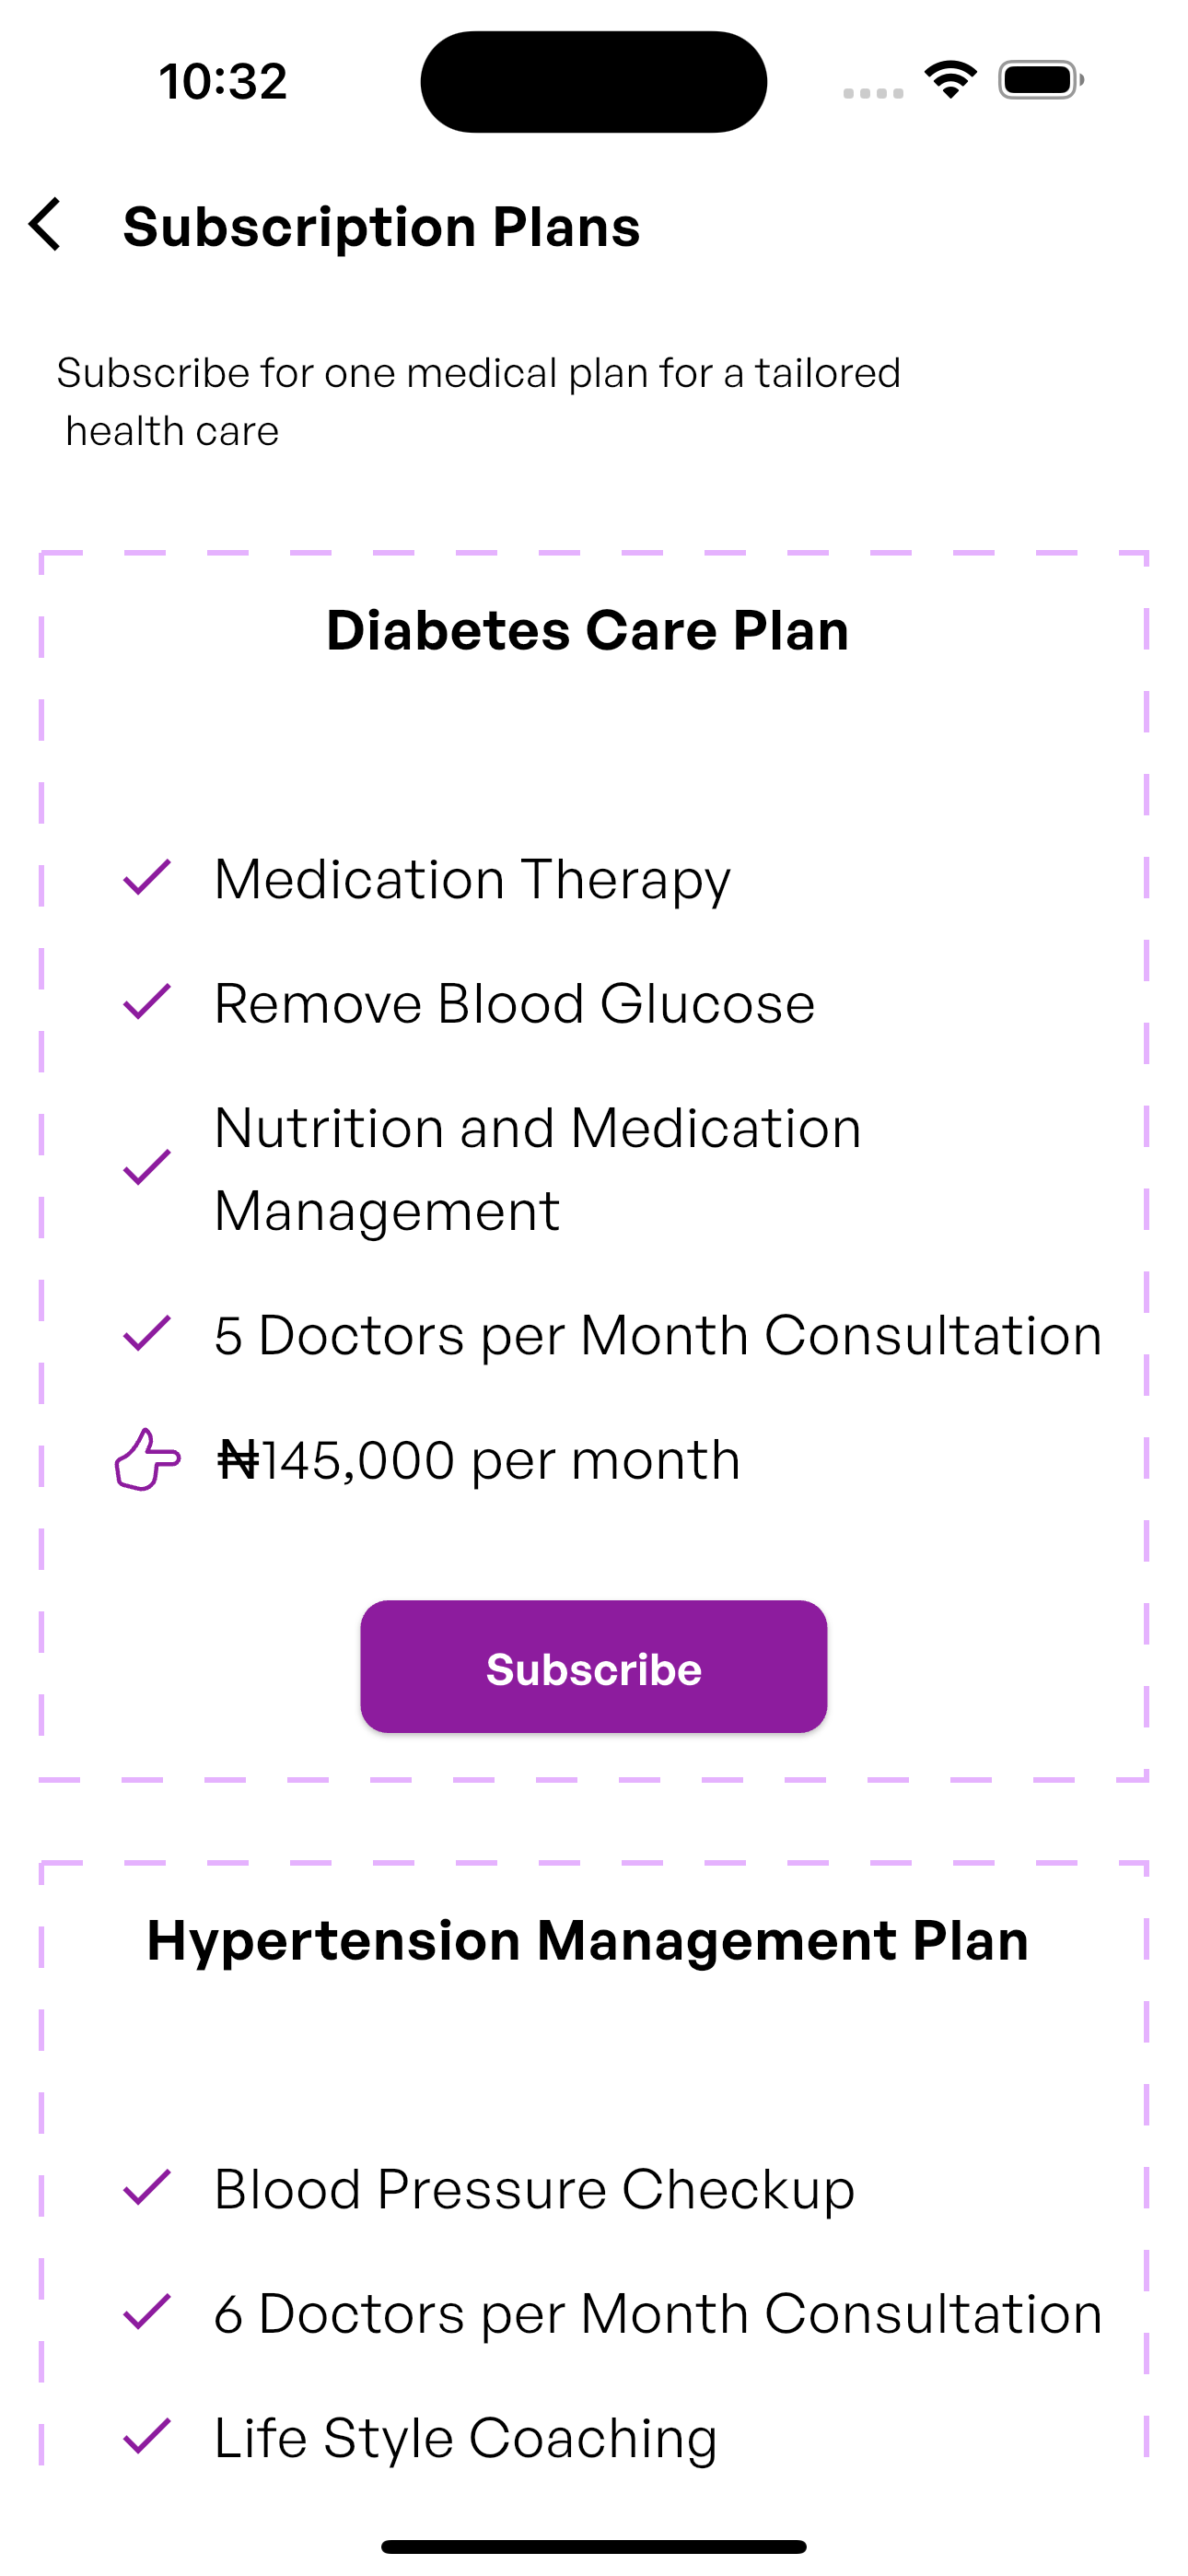 10:32
Subscription Plans
Subscribe for one medical plan for a tailored
health care
Diabetes Care Plan
Medication Therapy
Remove Blood Glucose
Nutrition and Medication
Management
5 Doctors per Month Consultation
₦145,000 per month
Subscribe
Hypertension Management Plan
Blood Pressure Checkup
6 Doctors per Month Consultation
Life Style Coaching